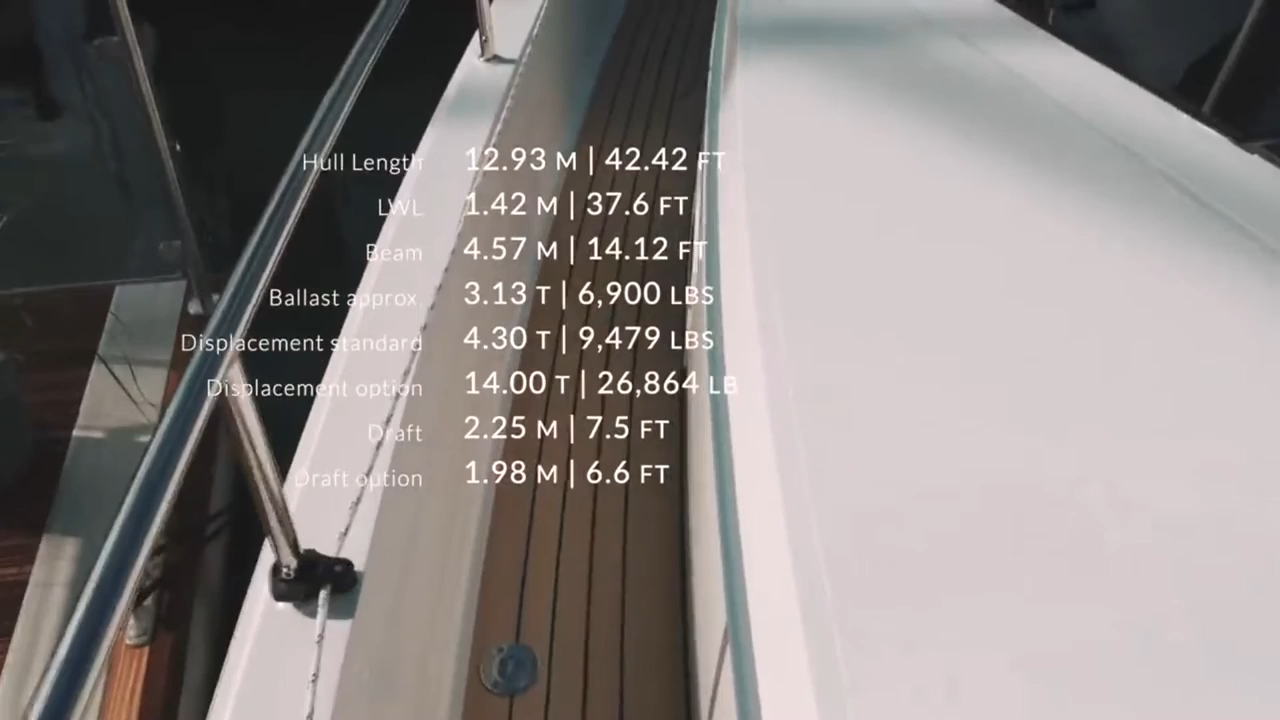 Hull Length 12.93 M | 42.42 FT
LWL 1.42 M | 37.6 FT
Beam 4.57 M | 14.12 FT
Ballast approx. 3.13 T | 6,900 LBS
Displacement standard 4.30 T | 9,479 LBS
Displacement option 14.00 T | 26,864 LB
Draft 2.25 M | 7.5 FT
Draft option 1.98 M | 6.6 FT